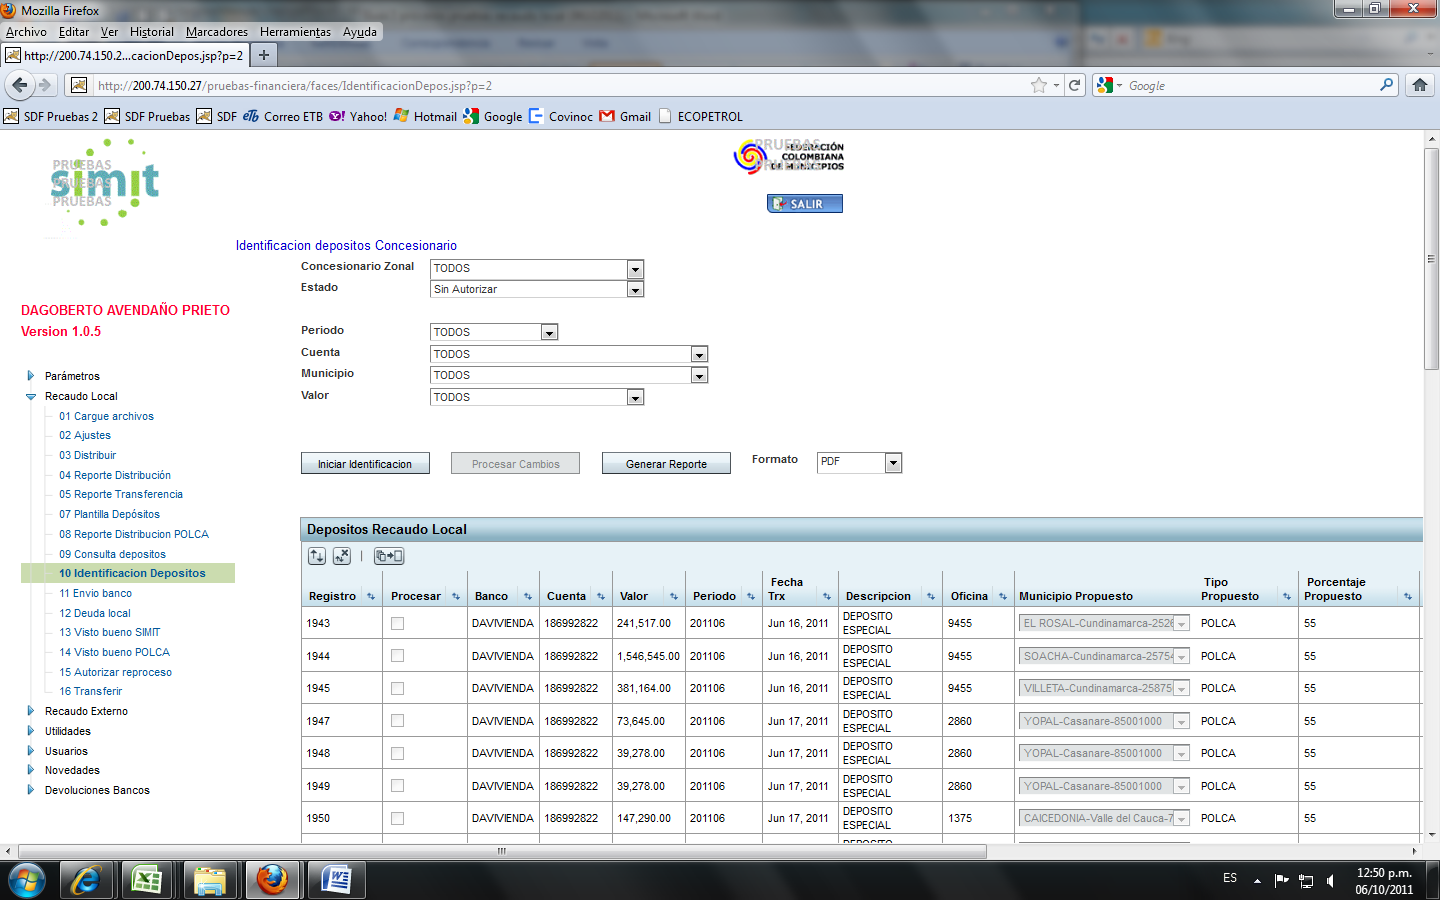 Mozilla Firefox
Archivo Editar Ver Historial Marcadores Herramientas Ayuda
http://200.74.150.2...cacionDepos.jsp?p=2
http://200.74.150.27/pruebas-financiera/faces/IdentificacionDepos.jsp?p=2
Google
SDF Pruebas 2 SDF Pruebas SDF Correo ETB Yahoo! Hotmail Google Covinoc Gmail ECOPETROL
PRUEBAS
PRUEBAS
PRUEBAS
simit
PRUEBAS
FEDERACIÓN
COLOMBIANA
DE MUNICIPIOS
SALIR
Identificacion depositos Concesionario
Concesionario Zonal TODOS
Estado Sin Autorizar
DAGOBERTO AVENDAÑO PRIETO
Version 1.0.5
Periodo TODOS
Cuenta TODOS
Municipio TODOS
Valor TODOS
Parámetros
Recaudo Local
01 Cargue archivos
02 Ajustes
03 Distribuir
04 Reporte Distribución
05 Reporte Transferencia
07 Plantilla Depósitos
08 Reporte Distribucion POLCA
09 Consulta depositos
10 Identificacion Depositos
11 Envio banco
12 Deuda local
13 Visto bueno SIMIT
14 Visto bueno POLCA
15 Autorizar reproceso
16 Transferir
Recaudo Externo
Utilidades
Usuarios
Novedades
Devoluciones Bancos
Iniciar Identificacion Procesar Cambios Generar Reporte Formato PDF
Depositos Recaudo Local
Registro Procesar Banco Cuenta Valor Periodo Fecha Trx Descripcion Oficina Municipio Propuesto Tipo Propuesto Porcentaje Propuesto
1943 DAVIVIENDA 186992822 241,517.00 201106 Jun 16, 2011 DEPOSITO ESPECIAL 9455 EL ROSAL-Cundinamarca-2526 POLCA 55
1944 DAVIVIENDA 186992822 1,546,545.00 201106 Jun 16, 2011 DEPOSITO ESPECIAL 9455 SOACHA-Cundinamarca-25754 POLCA 55
1945 DAVIVIENDA 186992822 381,164.00 201106 Jun 16, 2011 DEPOSITO ESPECIAL 9455 VILLETA-Cundinamarca-25875 POLCA 55
1947 DAVIVIENDA 186992822 73,645.00 201106 Jun 17, 2011 DEPOSITO ESPECIAL 2860 YOPAL-Casanare-85001000 POLCA 55
1948 DAVIVIENDA 186992822 39,278.00 201106 Jun 17, 2011 DEPOSITO ESPECIAL 2860 YOPAL-Casanare-85001000 POLCA 55
1949 DAVIVIENDA 186992822 39,278.00 201106 Jun 17, 2011 DEPOSITO ESPECIAL 2860 YOPAL-Casanare-85001000 POLCA 55
1950 DAVIVIENDA 186992822 147,290.00 201106 Jun 17, 2011 DEPOSITO ESPECIAL 1375 CAICEDONIA-Valle del Cauca-7 POLCA 55
ES
12:50 p.m.
06/10/2011